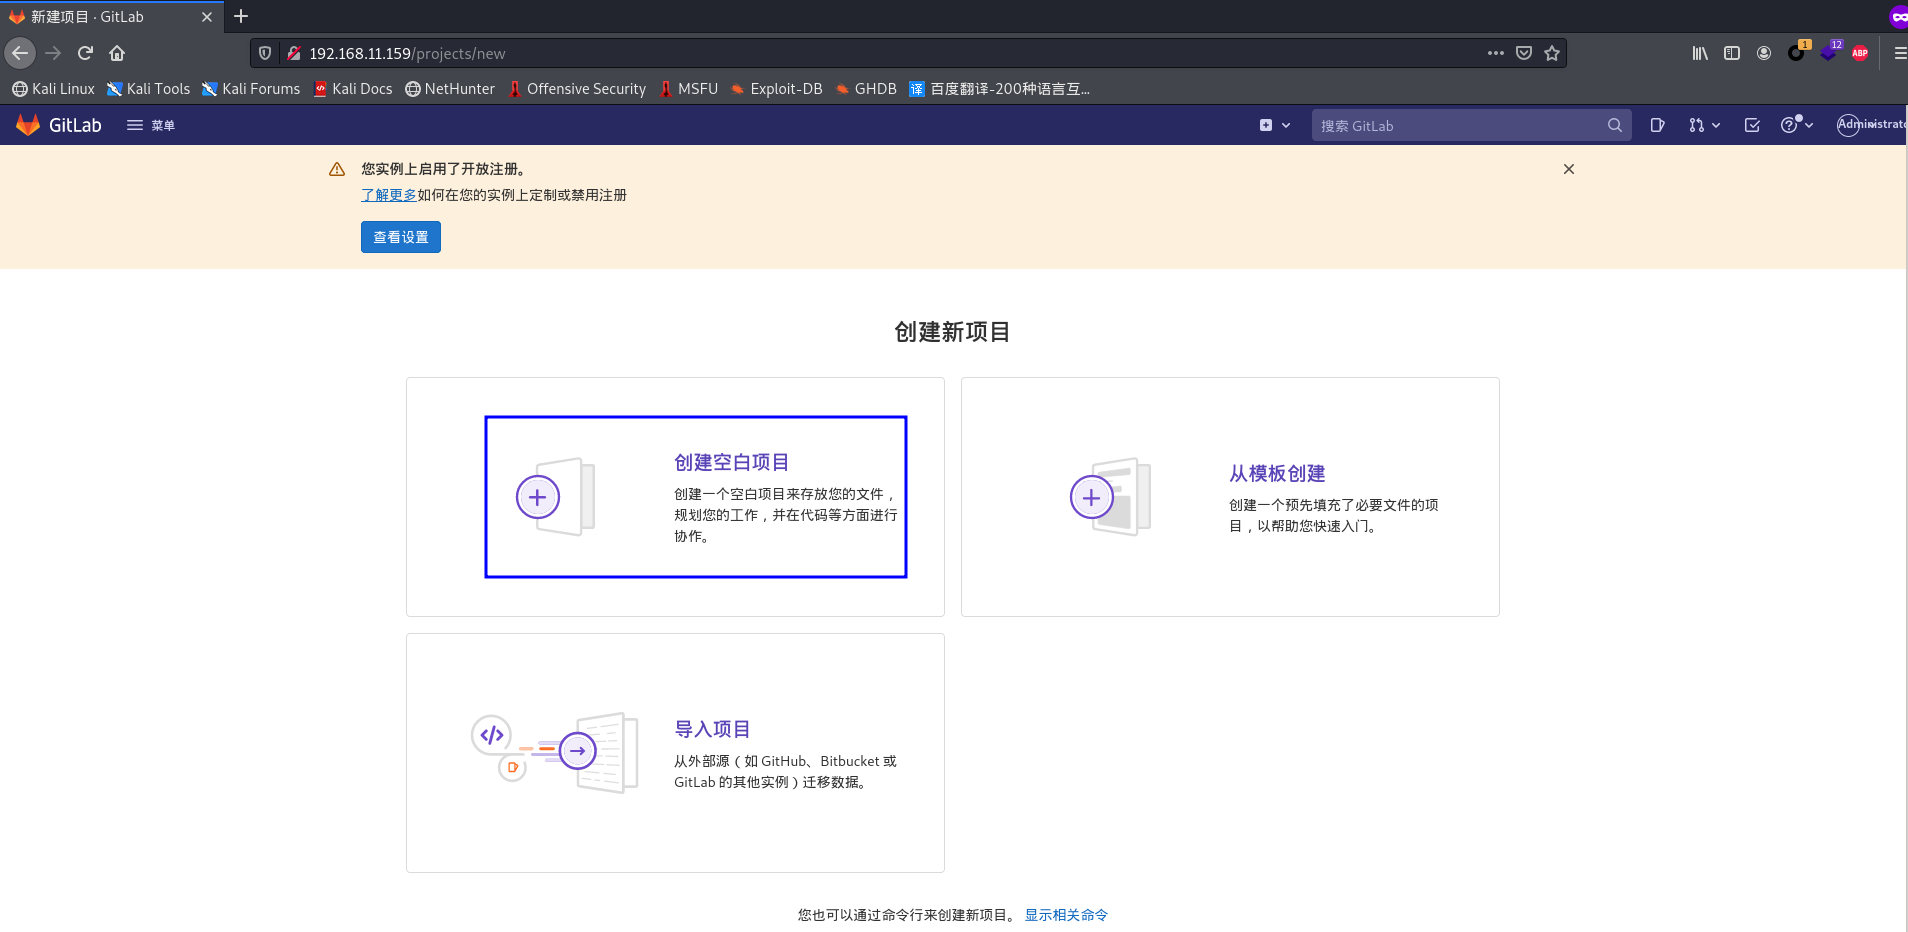 新建项目 · GitLab
192.168.11.159/projects/new
1
12
ABP
Kali Linux
Kali Tools
Kali Forums
Kali Docs
NetHunter
Offensive Security
MSFU
Exploit-DB
GHDB
译 百度翻译-200种语言互...
GitLab
菜单
搜索 GitLab
Administrato
您实例上启用了开放注册。
了解更多如何在您的实例上定制或禁用注册
查看设置
创建新项目
创建空白项目
创建一个空白项目来存放您的文件，
规划您的工作，并在代码等方面进行
协作。
从模板创建
创建一个预先填充了必要文件的项
目，以帮助您快速入门。
导入项目
从外部源（如 GitHub、Bitbucket 或
GitLab 的其他实例）迁移数据。
您也可以通过命令行来创建新项目。 显示相关命令